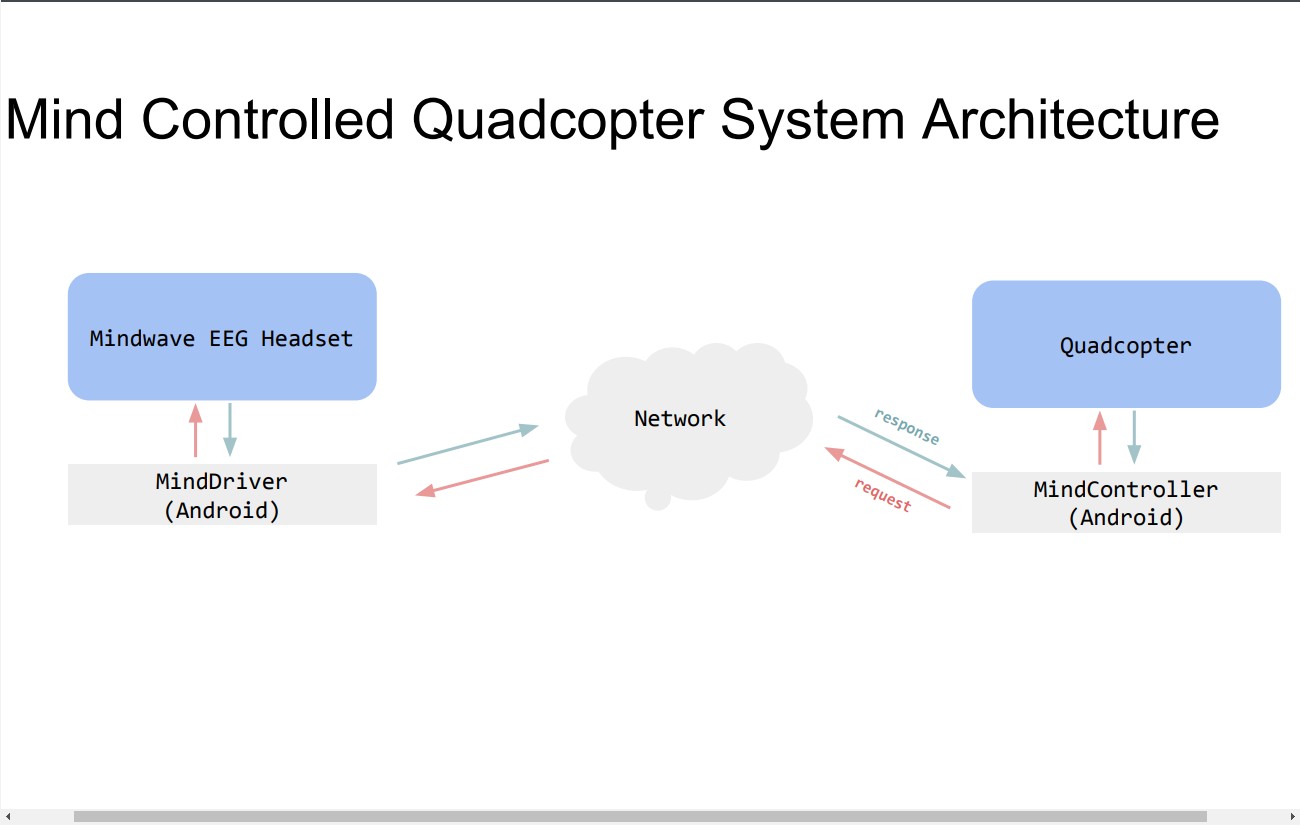 Mind Controlled Quadcopter System Architecture
Mindwave EEG Headset
Quadcopter
Network
response
request
MindDriver
(Android)
MindController
(Android)